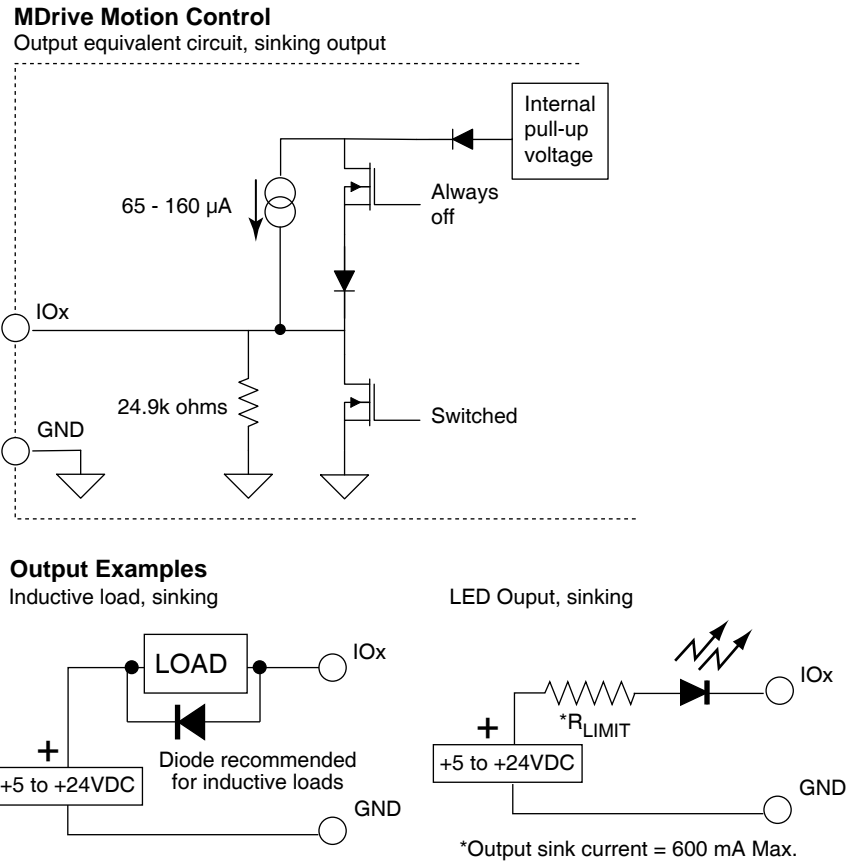 MDrive Motion Control
Output equivalent circuit, sinking output
Internal
pull-up
voltage
65 - 160 µA
Always
off
IOx
24.9k ohms
Switched
GND
Output Examples
Inductive load, sinking
LED Ouput, sinking
LOAD
IOx
IOx
*RLIMIT
+
+
Diode recommended
for inductive loads
+5 to +24VDC
+5 to +24VDC
GND
GND
*Output sink current = 600 mA Max.